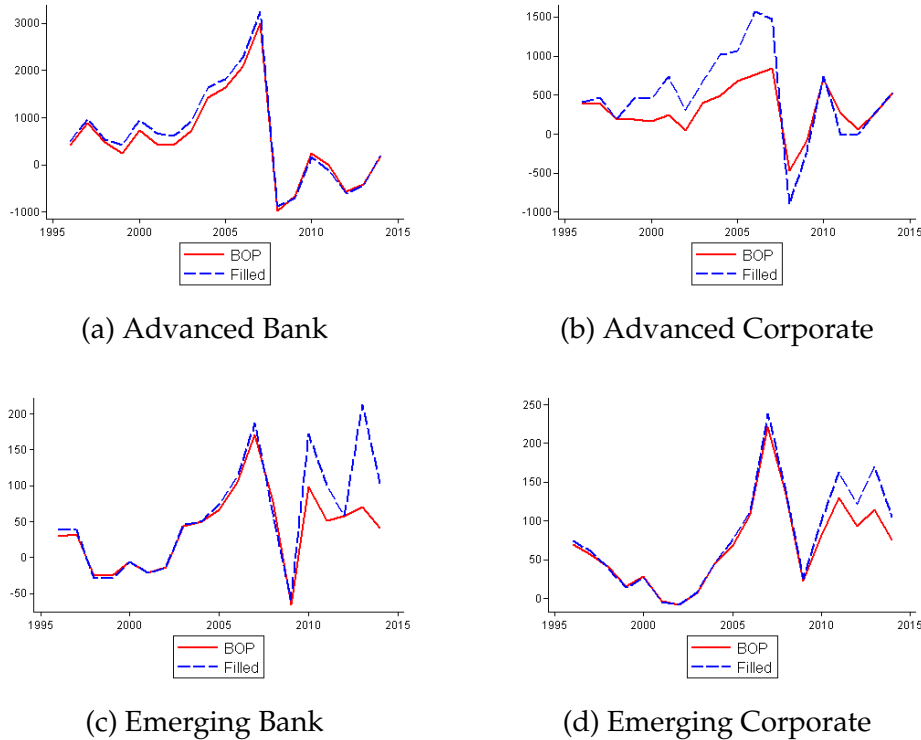 3000
2000
1000
0
-1000
1995 2000 2005 2010 2015
BOP
Filled
(a) Advanced Bank
1500
1000
500
0
-500
-1000
1995 2000 2005 2010 2015
BOP
Filled
(b) Advanced Corporate
200
150
100
50
0
-50
1995 2000 2005 2010 2015
BOP
Filled
(c) Emerging Bank
250
200
150
100
50
0
1995 2000 2005 2010 2015
BOP
Filled
(d) Emerging Corporate